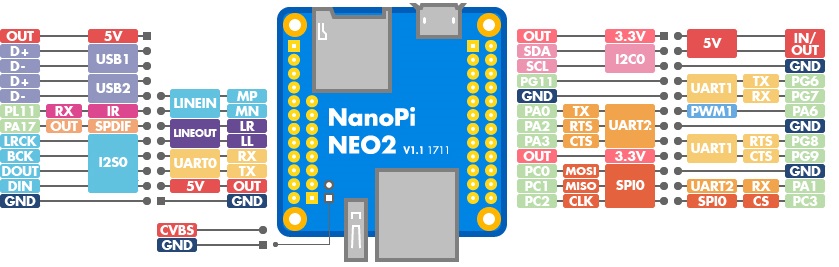 OUT 5V
D+ USB1
D-
D+ USB2
D-
PL11 RX IR
PA17 OUT SPDIF
LRCK I2S0
BCK
DOUT
DIN
GND
LINEIN MP
MN
LINEOUT LR
LL
UART0 RX
TX
5V OUT
GND
CVBS
GND
NanoPi
NEO2 V1.1 1711
OUT 3.3V
SDA I2C0
SCL
PG11
GND
PA0 TX UART2
PA2 RTS
PA3 CTS
OUT 3.3V
PC0 MOSI SPI0
PC1 MISO
PC2 CLK
5V IN/
OUT
GND
UART1 TX PG6
RX PG7
PWM1 PA6
GND
UART1 RTS PG8
CTS PG9
GND
UART2 RX PA1
SPI0 CS PC3